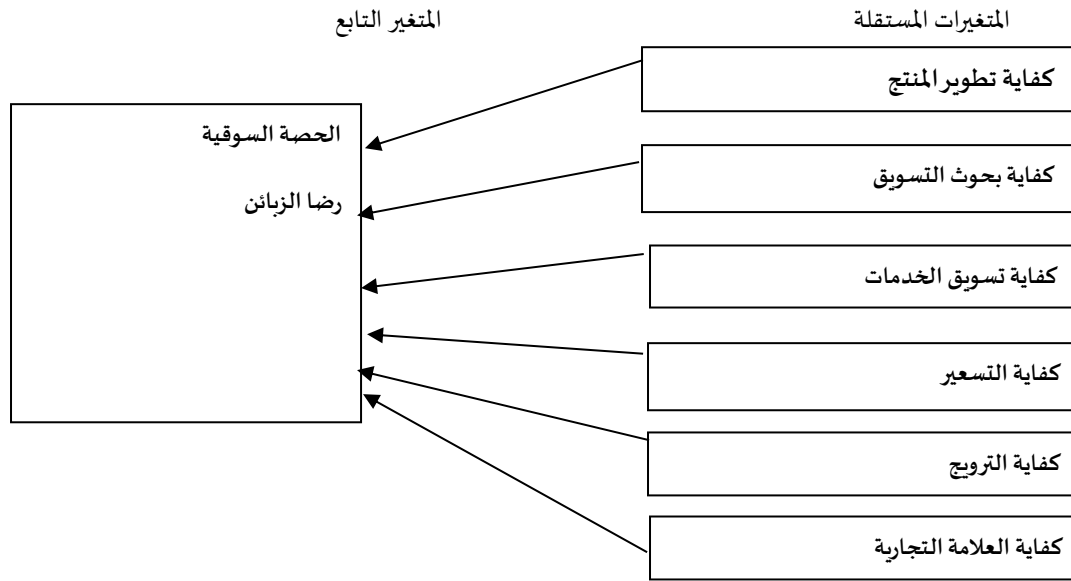 المتغيرات المستقلة
المتغير التابع
كفاية تطوير المنتج
كفاية بحوث التسويق
كفاية تسويق الخدمات
كفاية التسعير
كفاية الترويج
كفاية العلامة التجارية
الحصة السوقية
رضا الزبائن